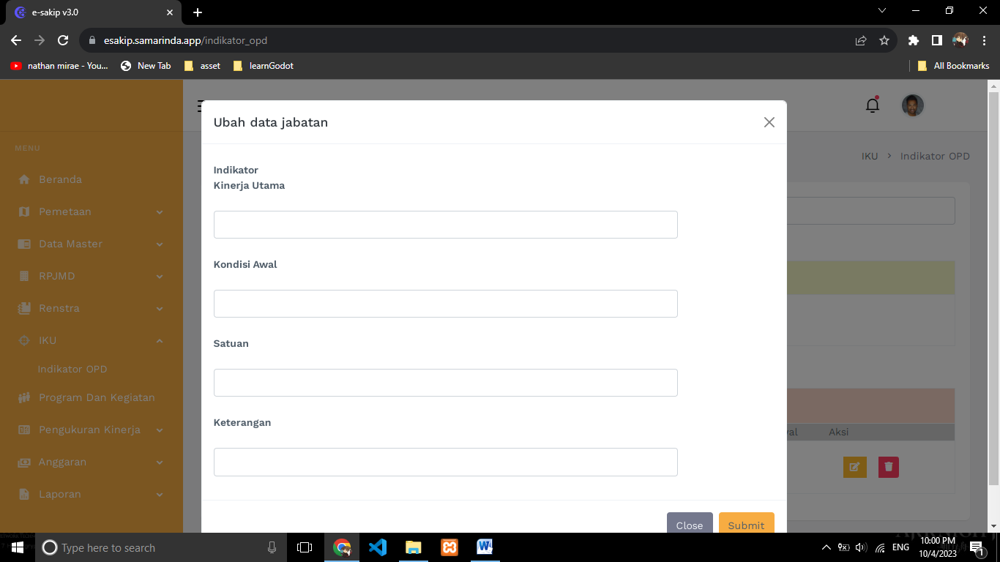 e-sakip v3.0
esakip.samarinda.app/indikator_opd
nathan mirae - You...
New Tab
asset
learnGodot
All Bookmarks
Ubah data jabatan
MENU
IKU > Indikator OPD
Beranda
Indikator
Kinerja Utama
Pemetaan
Data Master
Kondisi Awal
RPJMD
Renstra
IKU
Satuan
Indikator OPD
Program Dan Kegiatan
Keterangan
Pengukuran Kinerja
Aksi
Anggaran
Laporan
Close
Submit
Type here to search
ENG
10:00 PM
10/4/2023
1